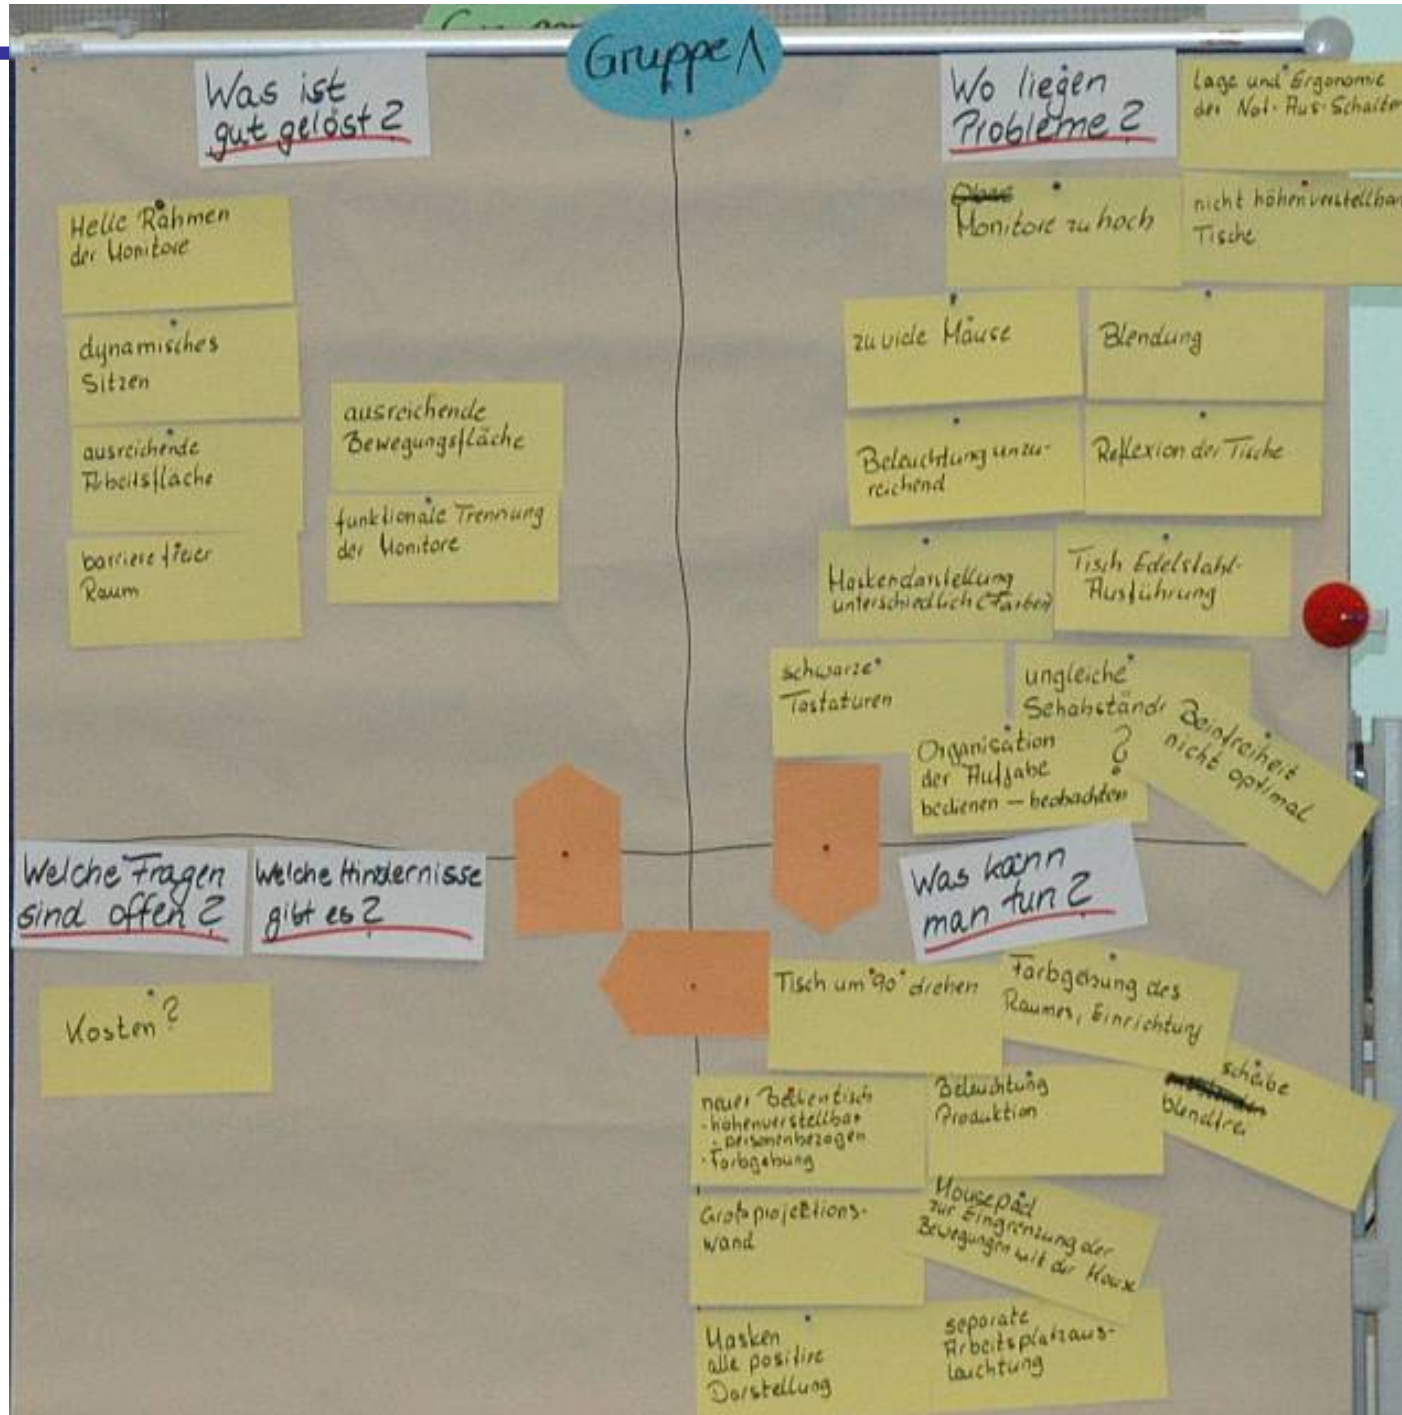 Gruppe 1
Was ist
gut gelöst?
Helle Rahmen
der Monitore
dynamisches
Sitzen
ausreichende
Arbeitsfläche
barrierefreier
Raum
ausreichende
Bewegungsfläche
funktionale Trennung
der Monitore
Wo liegen
Probleme?
Lage und Ergonomie
der Not-Aus-Schalter
Monitore zu hoch
nicht höhenverstellbar
Tische
zu viele Mäuse
Blendung
Beleuchtung unzu-
reichend
Reflexion der Tische
Maskendarstellung
unterschiedlich (Farben)
Tisch Edelstahl-
Ausführung
schwarze
Tastaturen
ungleiche
Sehabstände
Organisation ?
der Aufgabe
bedienen – beobachten
Beinfreiheit
nicht optimal
Welche Fragen
sind offen?
Welche Hindernisse
gibt es?
Kosten?
Was kann
man tun?
Tisch um 90° drehen
Farbgebung des
Raumes, Einrichtung
neuer
- höhenverstellbar
- personenbezogen
- Farbgebung
Beleuchtung
Produktion
scheibe
blendfrei
Großprojektions-
wand
Mousepad
zur Eingrenzung der
Bewegungen mit der Mouse
Masken
alle positive
Darstellung
separate
Arbeitsplatzaus-
leuchtung